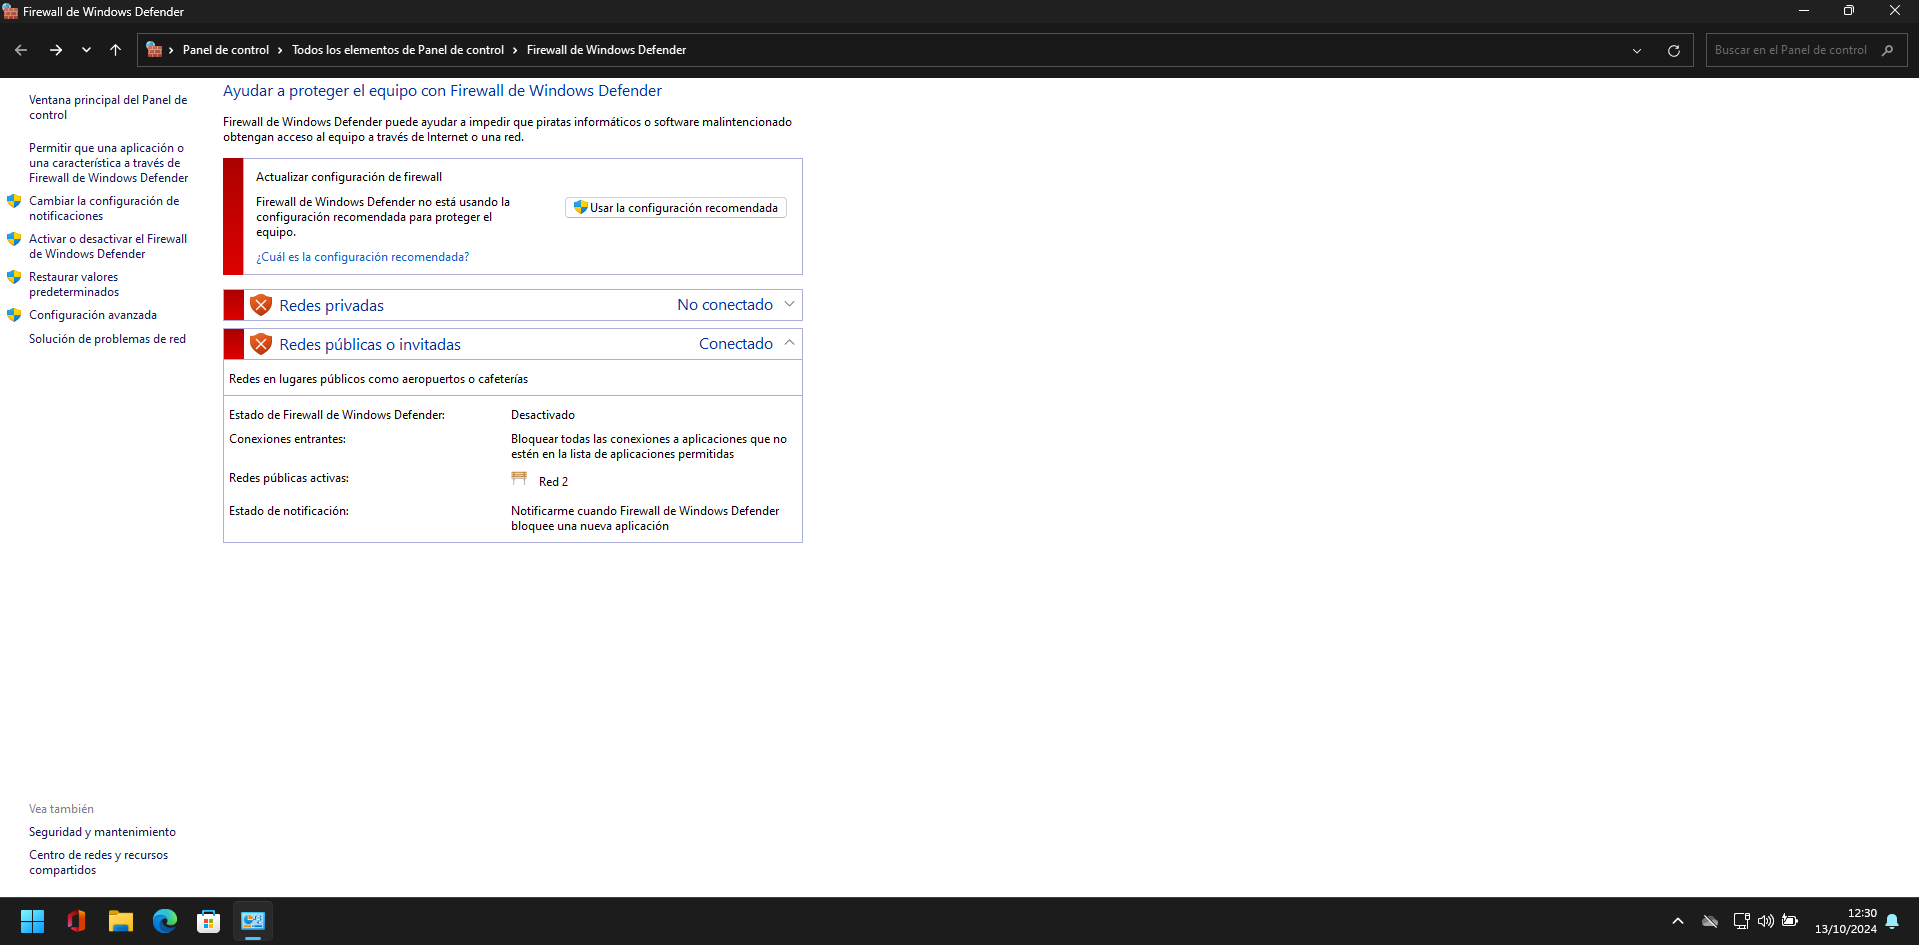 Firewall de Windows Defender
Panel de control
Todos los elementos de Panel de control
Firewall de Windows Defender
Buscar en el Panel de control
Ventana principal del Panel de
control
Permitir que una aplicación o
una característica a través de
Firewall de Windows Defender
Cambiar la configuración de
notificaciones
Activar o desactivar el Firewall
de Windows Defender
Restaurar valores
predeterminados
Configuración avanzada
Solución de problemas de red
Ayudar a proteger el equipo con Firewall de Windows Defender
Firewall de Windows Defender puede ayudar a impedir que piratas informáticos o software malintencionado
obtengan acceso al equipo a través de Internet o una red.
Actualizar configuración de firewall
Firewall de Windows Defender no está usando la
configuración recomendada para proteger el
equipo.
Usar la configuración recomendada
¿Cuál es la configuración recomendada?
Redes privadas
No conectado
Redes públicas o invitadas
Conectado
Redes en lugares públicos como aeropuertos o cafeterías
Estado de Firewall de Windows Defender:
Desactivado
Conexiones entrantes:
Bloquear todas las conexiones a aplicaciones que no
estén en la lista de aplicaciones permitidas
Redes públicas activas:
Red 2
Estado de notificación:
Notificarme cuando Firewall de Windows Defender
bloquee una nueva aplicación
Vea también
Seguridad y mantenimiento
Centro de redes y recursos
compartidos
12:30
13/10/2024